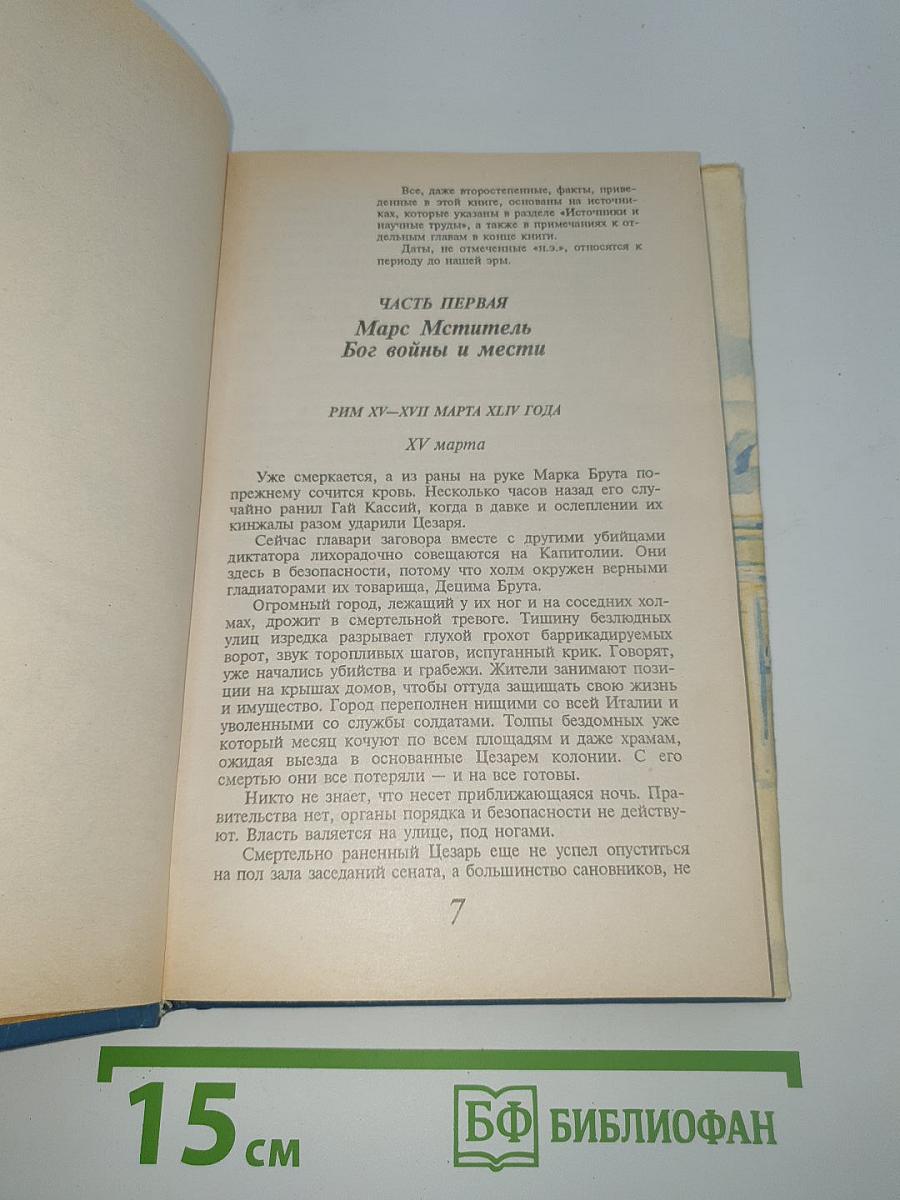 Все, даже второстепенные, факты, приве-
денные в этой книге, основаны на источни-
ках, которые указаны в разделе «Источники и
научные труды», а также в примечаниях к от-
дельным главам в конце книги.
Даты, не отмеченные «н.э.», относятся к
периоду до нашей эры.
ЧАСТЬ ПЕРВАЯ
Марс Мститель
Бог войны и мести
РИМ XV—XVII МАРТА XLIV ГОДА
XV марта
Уже смеркается, а из раны на руке Марка Брута по-
прежнему сочится кровь. Несколько часов назад его слу-
чайно ранил Гай Кассий, когда в давке и ослеплении их
кинжалы разом ударили Цезаря.
Сейчас главари заговора вместе с другими убийцами
диктатора лихорадочно совещаются на Капитолии. Они
здесь в безопасности, потому что холм окружен верными
гладиаторами их товарища, Децима Брута.
Огромный город, лежащий у их ног и на соседних хол-
мах, дрожит в смертельной тревоге. Тишину безлюдных
улиц изредка разрывает глухой грохот баррикадируемых
ворот, звук торопливых шагов, испуганный крик. Говорят,
уже начались убийства и грабежи. Жители занимают пози-
ции на крышах домов, чтобы оттуда защищать свою жизнь
и имущество. Город переполнен нищими со всей Италии и
уволенными со службы солдатами. Толпы бездомных уже
который месяц кочуют по всем площадям и даже храмам,
ожидая выезда в основанные Цезарем колонии. С его
смертью они все потеряли — и на все готовы.
Никто не знает, что несет приближающаяся ночь. Пра-
вительства нет, органы порядка и безопасности не действу-
ют. Власть валяется на улице, под ногами.
Смертельно раненный Цезарь еще не успел опуститься
на пол зала заседаний сената, а большинство сановников, не
7
15 см
БФ БИБЛИОФАН